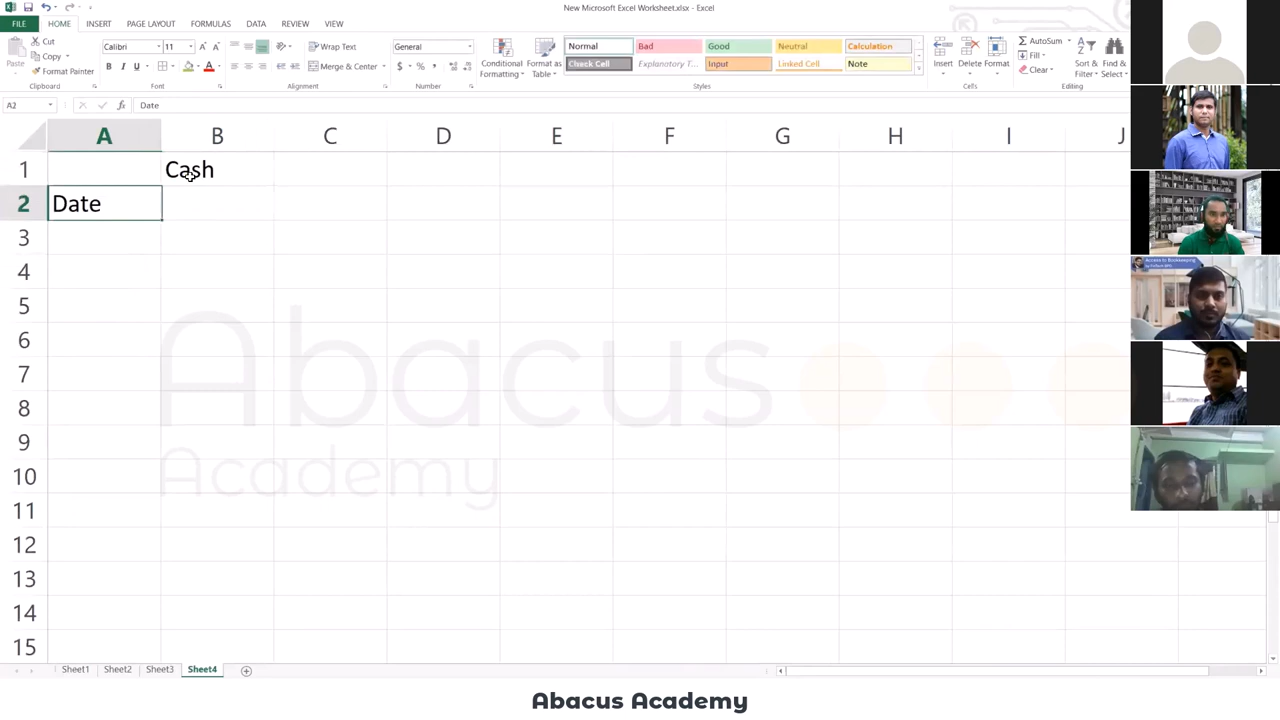 New Microsoft Excel Worksheet.xlsx - Excel
FILE HOME INSERT PAGE LAYOUT FORMULAS DATA REVIEW VIEW
Cut
Copy
Format Painter
Paste
Clipboard
Calibri 11
B I U
Font
Wrap Text
Merge & Center
Alignment
General
$ % ,
Number
Conditional Formatting
Format as Table
Normal Bad Good Neutral Calculation
Check Cell Explanatory T... Input Linked Cell Note
Styles
Insert Delete Format
Cells
AutoSum
Fill
Clear
Sort & Filter
Find & Select
Editing
A2 fx Date
A B C D E F G H I J
1 Cash
2 Date
3
4
5
6
7
8
9
10
11
12
13
14
15
Abacus
Academy
Access to Bookkeeping
Sheet1 Sheet2 Sheet3 Sheet4
Abacus Academy